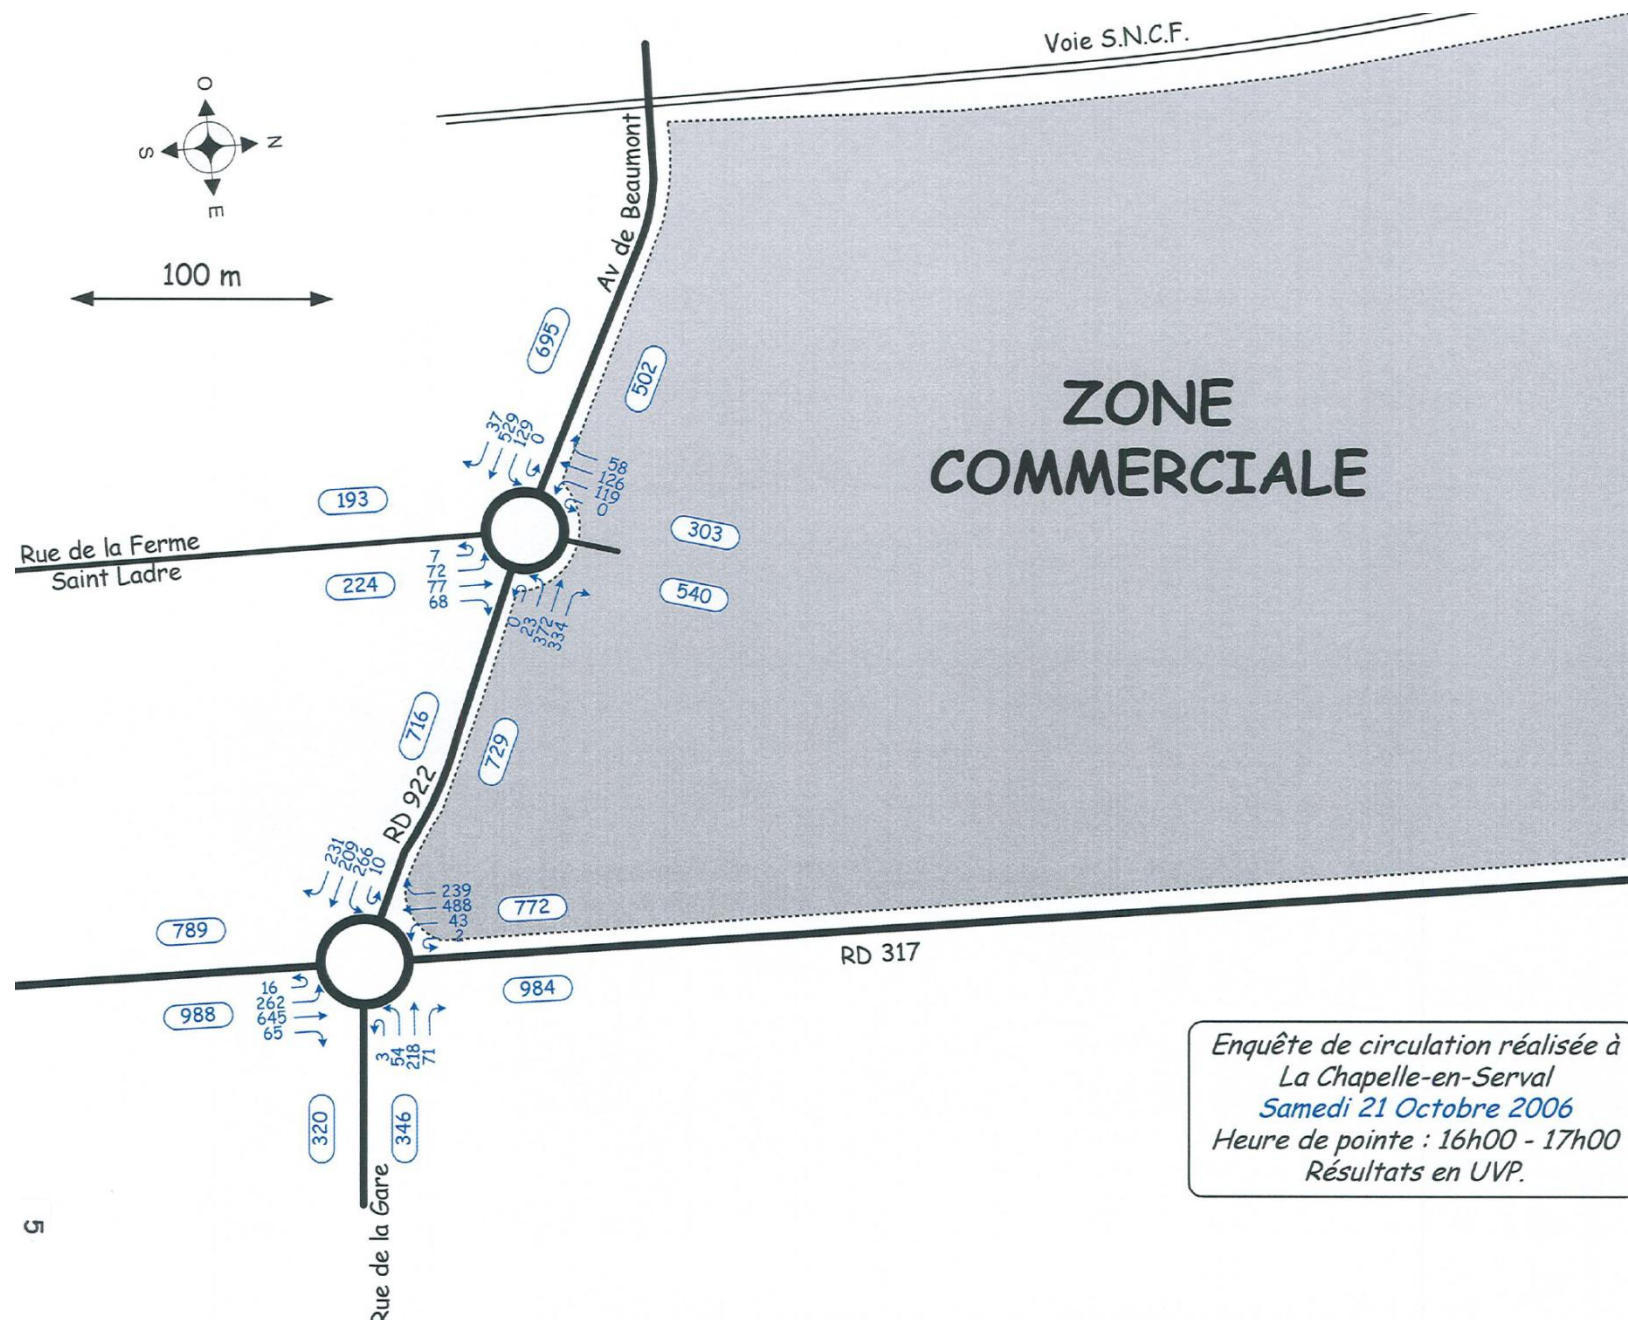 Voie S.N.C.F.
O
N
S
E
100 m
Av de Beaumont
695
502
ZONE
COMMERCIALE
37
529
129
0
58
126
119
0
193
303
Rue de la Ferme
Saint Ladre
224
540
7
72
77
68
0
23
372
334
716
729
RD 922
231
209
266
10
239
488
43
2
772
789
RD 317
988
984
16
262
645
65
3
54
218
71
320
346
Rue de la Gare
Enquête de circulation réalisée à
La Chapelle-en-Serval
Samedi 21 Octobre 2006
Heure de pointe : 16h00 - 17h00
Résultats en UVP.
5